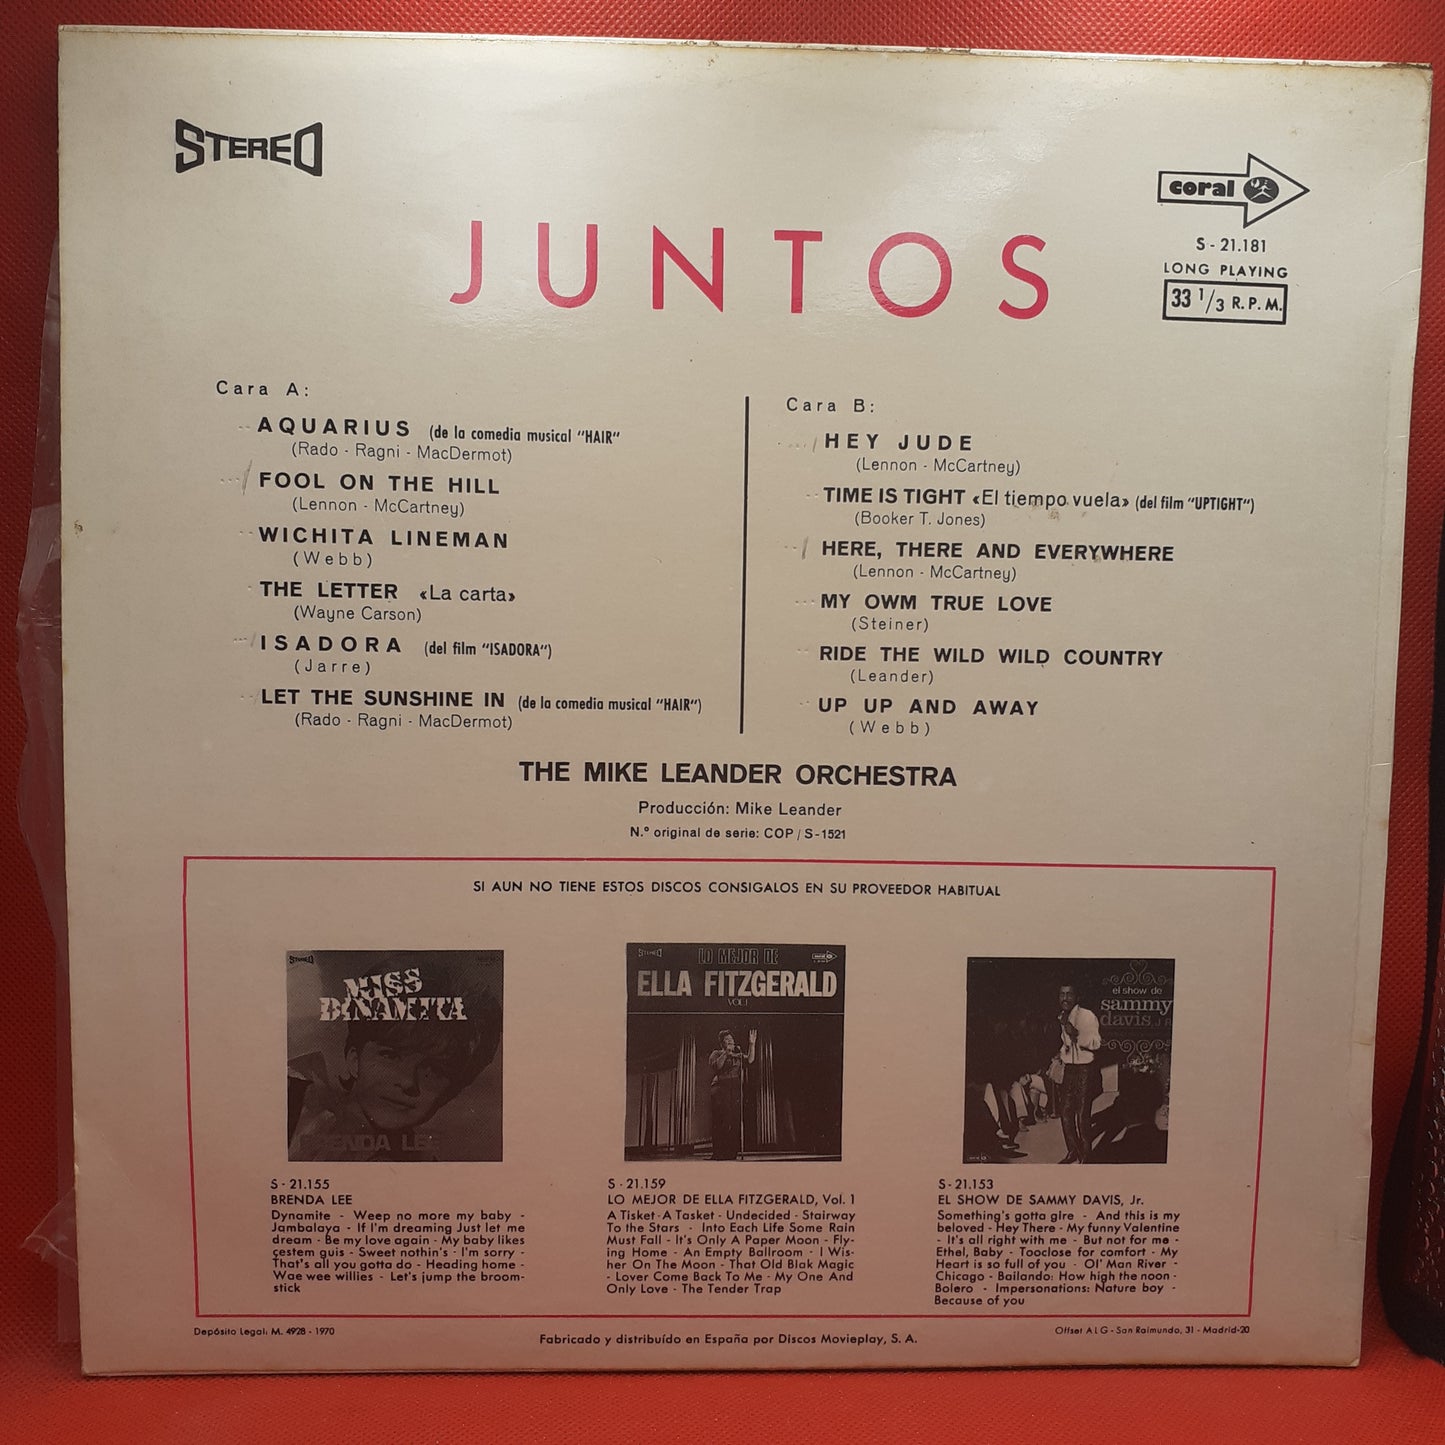 STEREO
coral
S - 21.181
LONG PLAYING
33 1/3 R.P.M.
JUNTOS
Cara A:
AQUARIUS (de la comedia musical "HAIR"
(Rado - Ragni - MacDermot)
FOOL ON THE HILL
(Lennon - McCartney)
WICHITA LINEMAN
(Webb)
THE LETTER «La carta»
(Wayne Carson)
ISADORA (del film "ISADORA")
(Jarre)
LET THE SUNSHINE IN (de la comedia musical "HAIR")
(Rado - Ragni - MacDermot)
Cara B:
HEY JUDE
(Lennon - McCartney)
TIME IS TIGHT «El tiempo vuela» (del film "UPTIGHT")
(Booker T. Jones)
HERE, THERE AND EVERYWHERE
(Lennon - McCartney)
MY OWM TRUE LOVE
(Steiner)
RIDE THE WILD WILD COUNTRY
(Leander)
UP UP AND AWAY
(Webb)
THE MIKE LEANDER ORCHESTRA
Producción: Mike Leander
N.º original de serie: COP / S-1521
SI AUN NO TIENE ESTOS DISCOS CONSIGALOS EN SU PROVEEDOR HABITUAL
STEREO
MISS
DINAMITA
BRENDA LEE
S - 21.155
BRENDA LEE
Dynamite - Weep no more my baby -
Jambalaya - If I'm dreaming Just let me
dream - Be my love again - My baby likes
çestem guis - Sweet nothin's - I'm sorry -
That's all you gotta do - Heading home -
Wae wee willies - Let's jump the broom-
stick
STEREO
LO MEJOR DE
ELLA FITZGERALD
VOL.I
S - 21.159
LO MEJOR DE ELLA FITZGERALD, Vol. 1
A Tisket - A Tasket - Undecided - Stairway
To the Stars - Into Each Life Some Rain
Must Fall - It's Only A Paper Moon - Fly-
ing Home - An Empty Ballroom - I Wis-
her On The Moon - That Old Blak Magic
- Lover Come Back To Me - My One And
Only Love - The Tender Trap
el show de
sammy
davis, JR
S - 21.153
EL SHOW DE SAMMY DAVIS, Jr.
Something's gotta gire - And this is my
beloved - Hey There - My funny Valentine
- It's all right with me - But not for me -
Ethel, Baby - Tooclose for comfort - My
Heart is so full of you - Ol' Man River -
Chicago - Bailando: How high the noon -
Bolero - Impersonations: Nature boy -
Because of you
Depósito Legal: M. 4928 - 1970
Fabricado y distribuído en España por Discos Movieplay, S. A.
Offset A L G - San Raimundo, 31 - Madrid-20